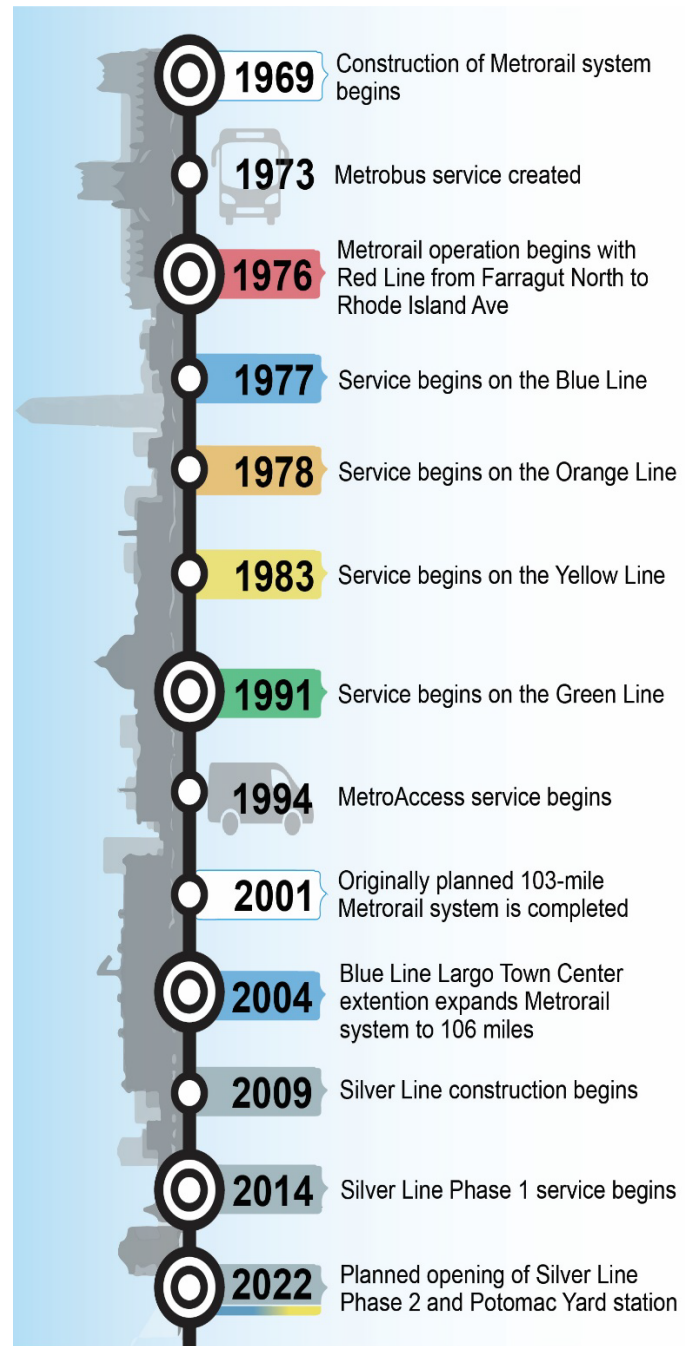 1969
Construction of Metrorail system
begins
1973
Metrobus service created
1976
Metrorail operation begins with
Red Line from Farragut North to
Rhode Island Ave
1977
Service begins on the Blue Line
1978
Service begins on the Orange Line
1983
Service begins on the Yellow Line
1991
Service begins on the Green Line
1994
MetroAccess service begins
2001
Originally planned 103-mile
Metrorail system is completed
2004
Blue Line Largo Town Center
extention expands Metrorail
system to 106 miles
2009
Silver Line construction begins
2014
Silver Line Phase 1 service begins
2022
Planned opening of Silver Line
Phase 2 and Potomac Yard station